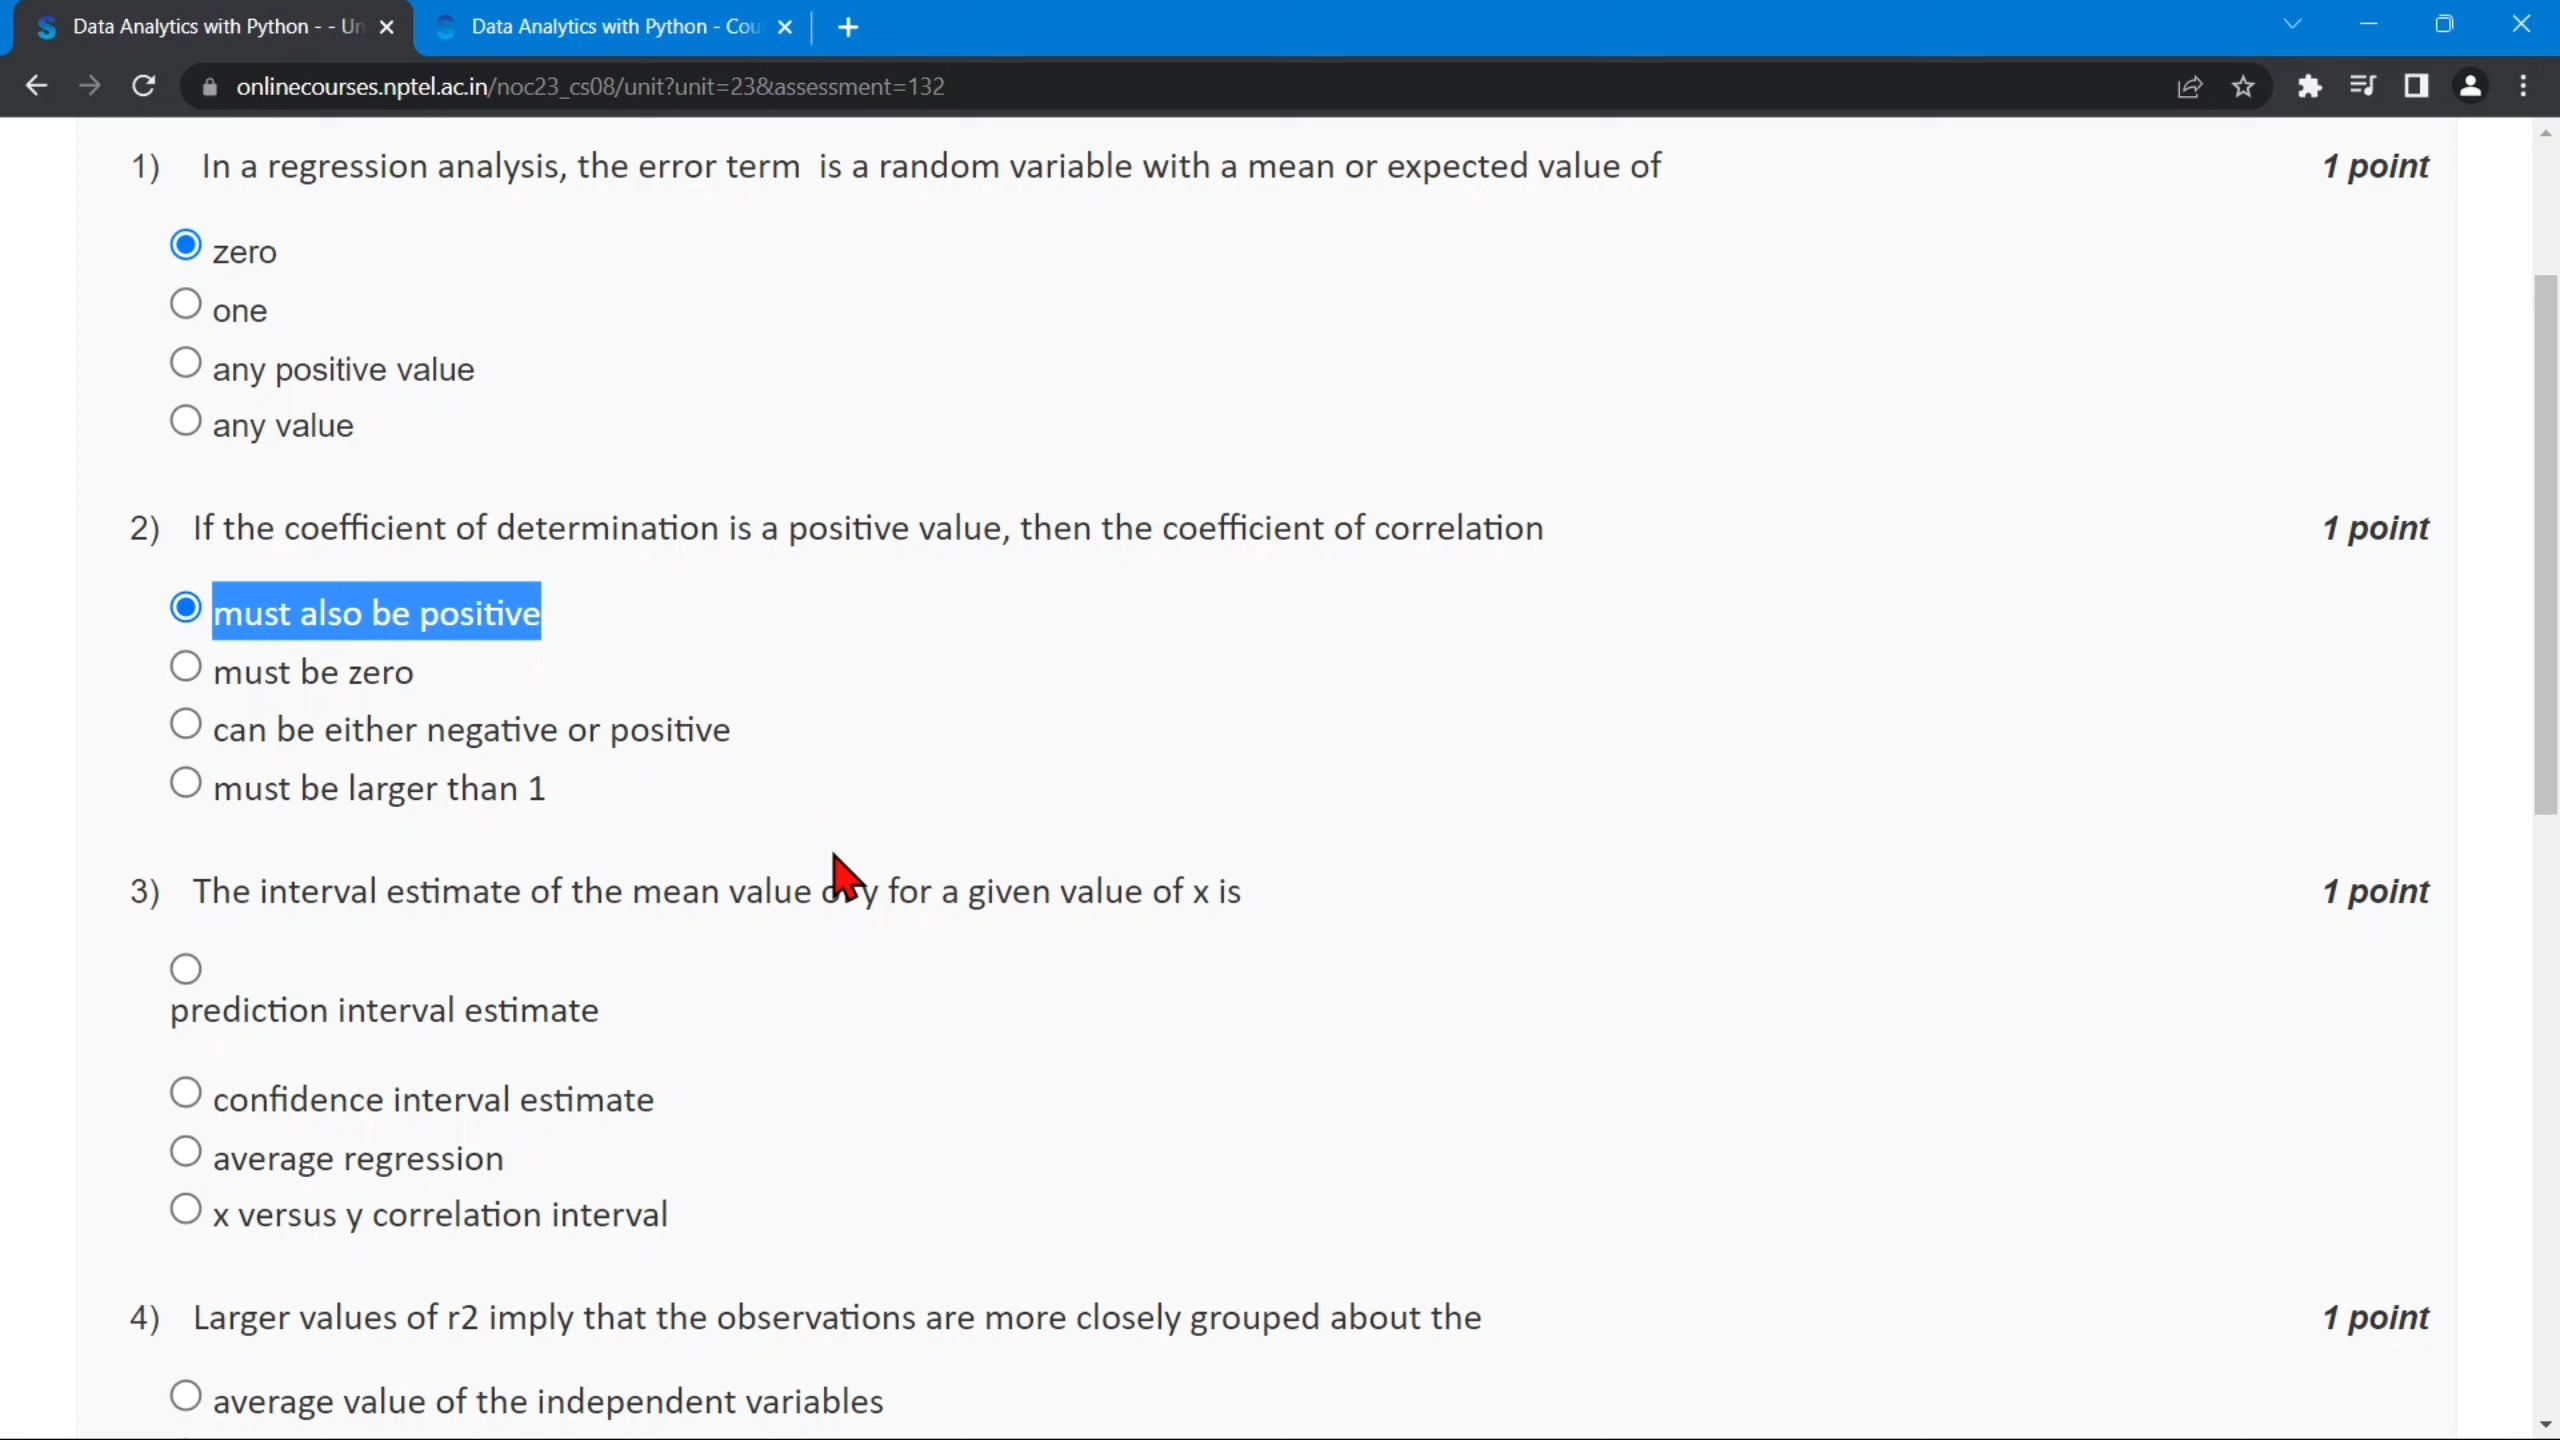 Data Analytics with Python - - Un
Data Analytics with Python - Cou
onlinecourses.nptel.ac.in/noc23_cs08/unit?unit=23&assessment=132
1) In a regression analysis, the error term is a random variable with a mean or expected value of 1 point
zero
one
any positive value
any value
2) If the coefficient of determination is a positive value, then the coefficient of correlation 1 point
must also be positive
must be zero
can be either negative or positive
must be larger than 1
3) The interval estimate of the mean value of y for a given value of x is 1 point
prediction interval estimate
confidence interval estimate
average regression
x versus y correlation interval
4) Larger values of r2 imply that the observations are more closely grouped about the 1 point
average value of the independent variables